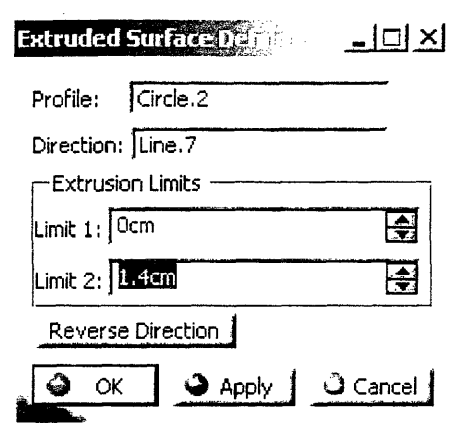 Extruded Surface
Profile: Circle.2
Direction: Line.7
Extrusion Limits
Limit 1: 0cm
Limit 2: 1.4cm
Reverse Direction
OK Apply Cancel